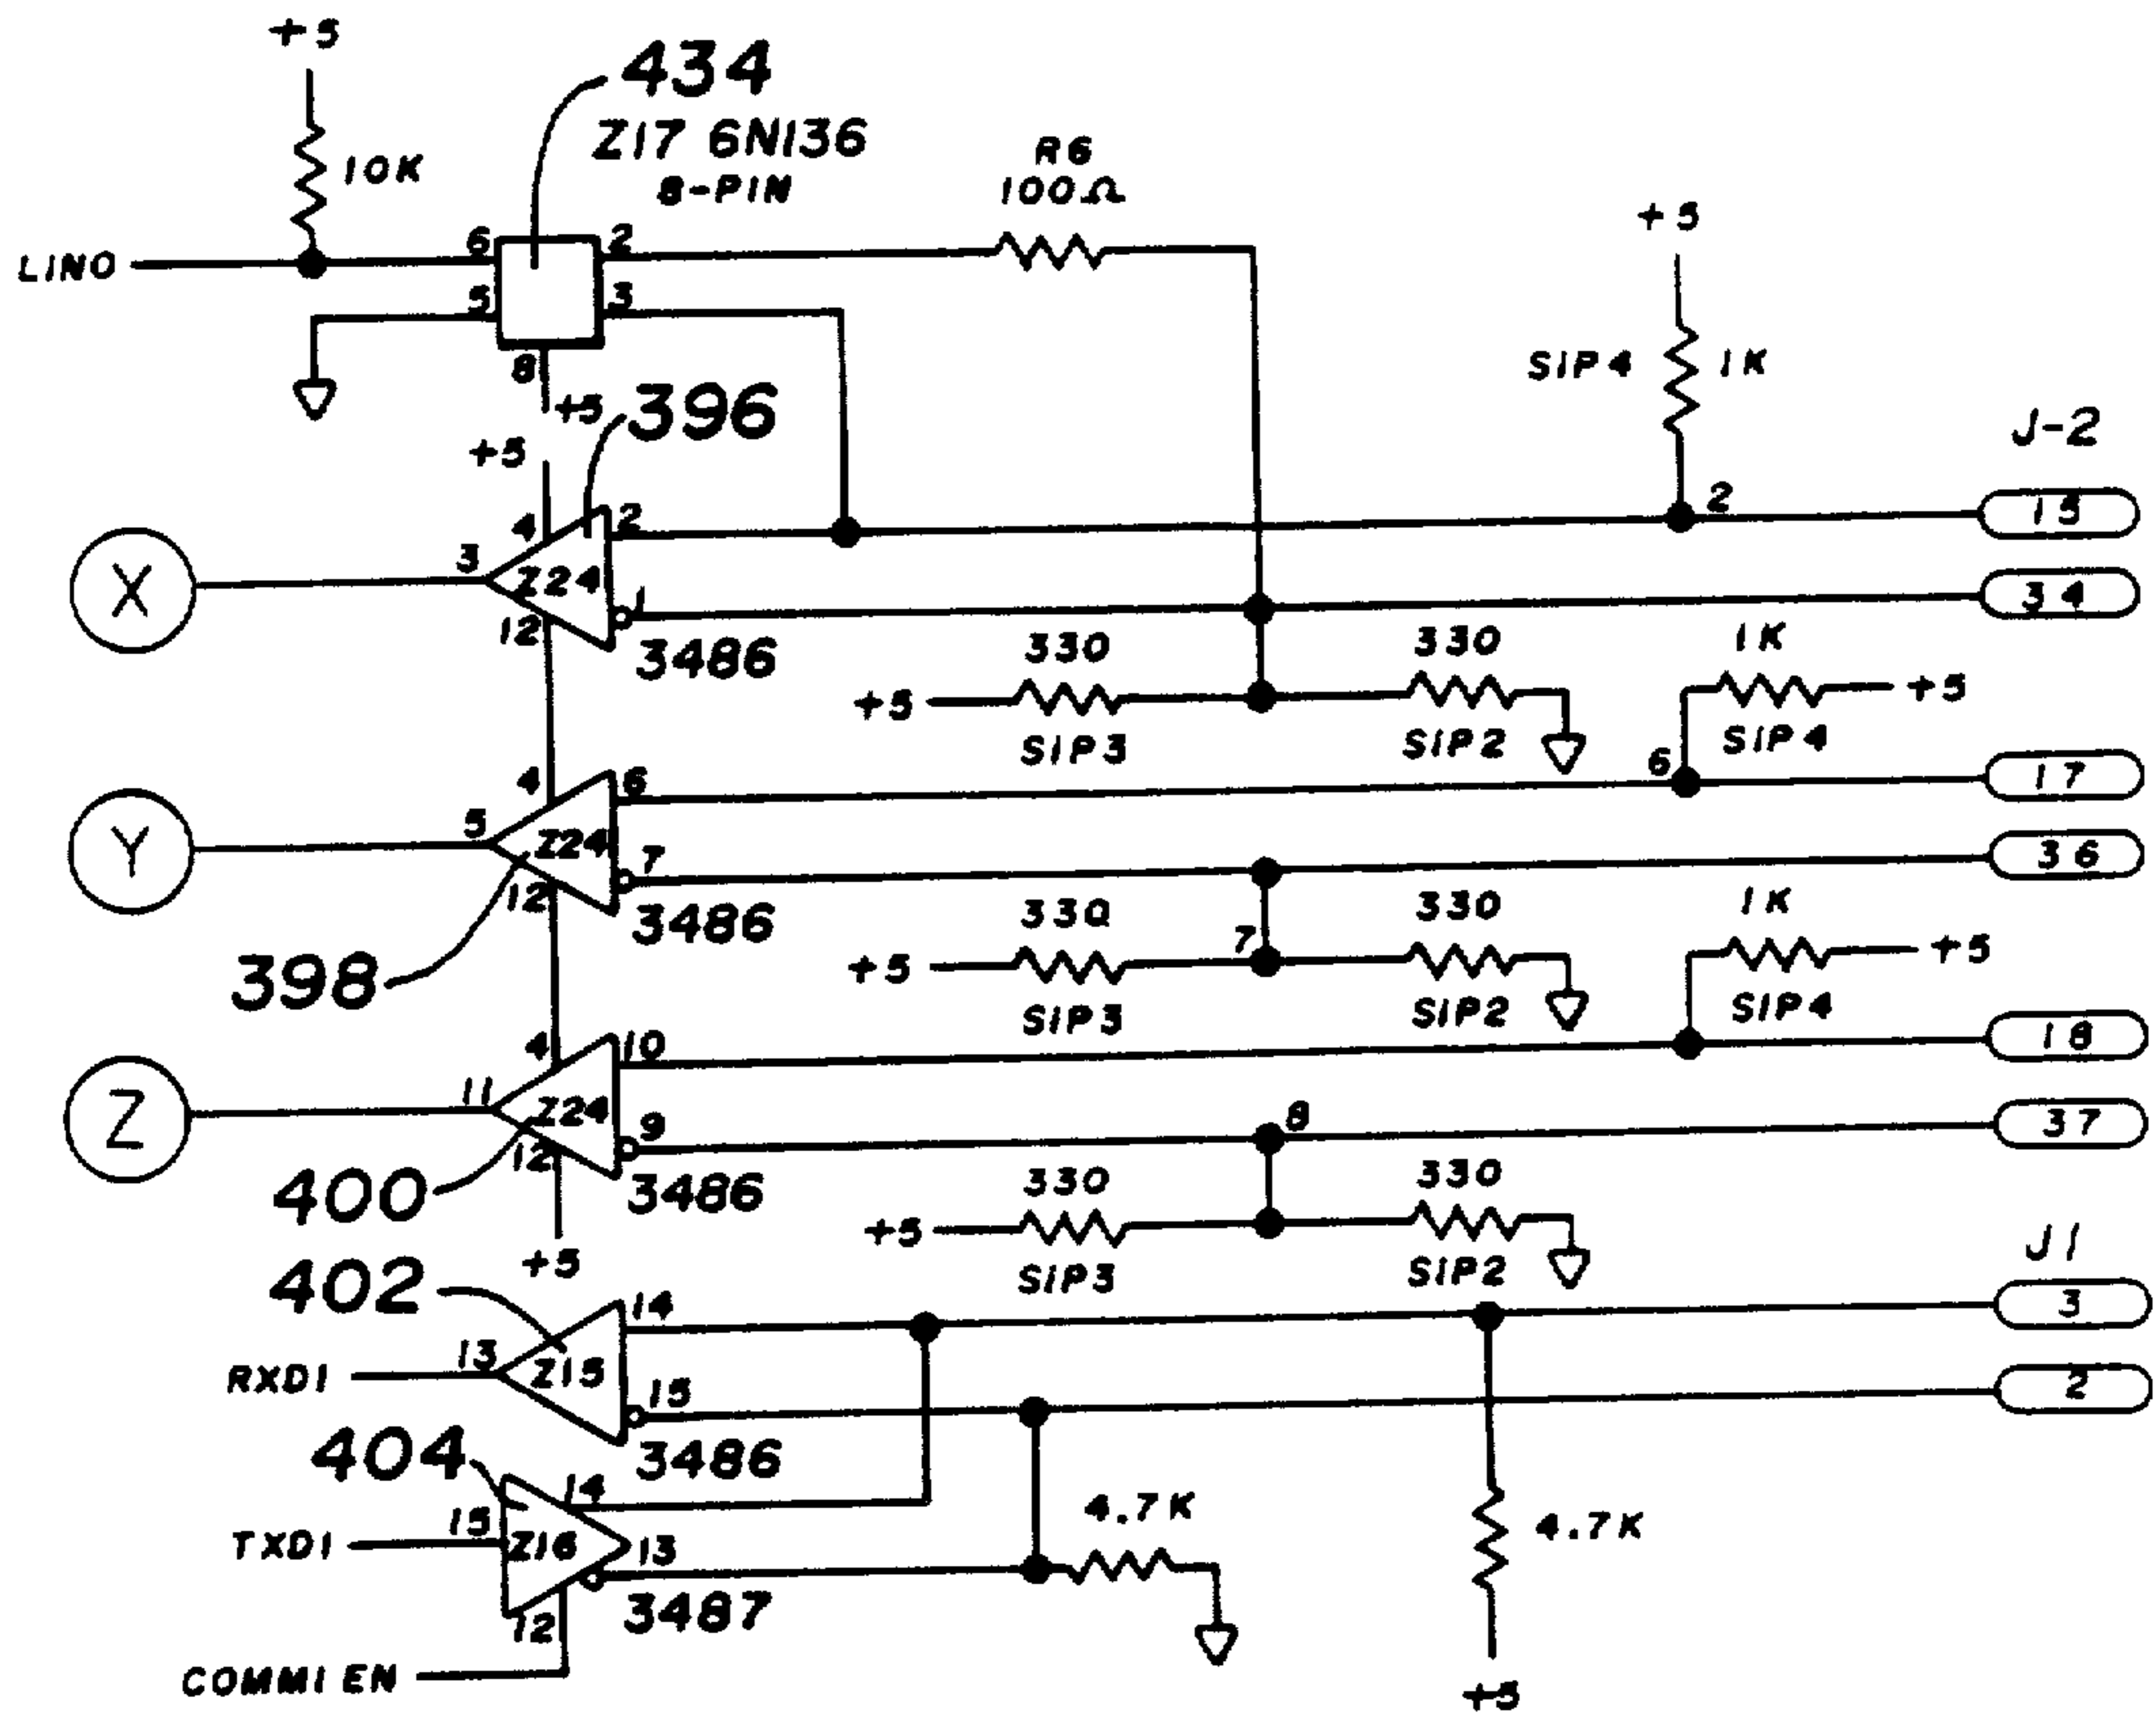 +5
434
Z17 6N136
8-PIN
10K
R6
100Ω
+5
LINO
6
2
5
3
8
+5
SIP4
1K
J-2
396
+5
4
2
2
15
X
3
Z24
1
34
12
3486
330
330
1K
+5
+5
SIP3
SIP2
SIP4
4
6
6
17
Y
5
Z24
7
36
12
3486
330
330
1K
398
+5
7
+5
SIP3
SIP2
SIP4
4
10
18
Z
11
Z24
9
8
37
400
12
3486
330
330
+5
+5
SIP3
SIP2
J1
402
14
3
RXD1
13
Z15
15
2
404
3486
14
4.7K
15
TXD1
Z16
13
4.7K
12
3487
COMM1 EN
+5